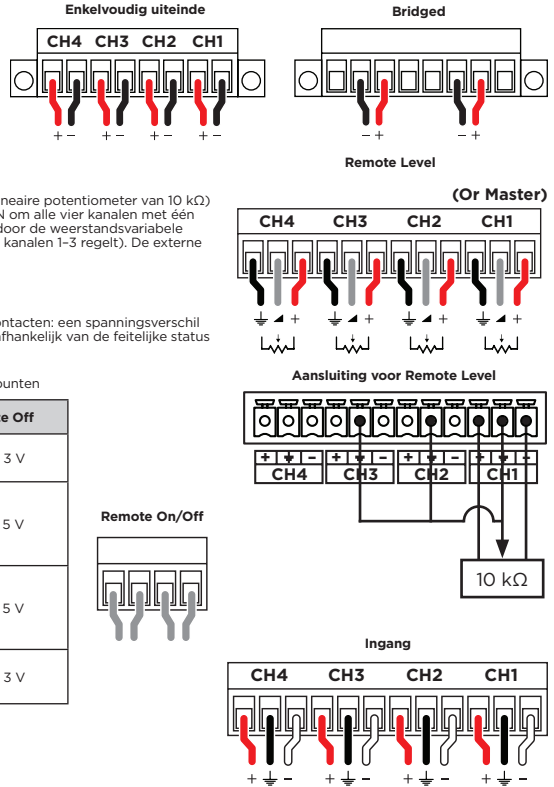 Enkelvoudig uiteinde
Bridged
CH4 CH3 CH2 CH1
+ − + − + − + −
− + − +
Remote Level
neaire potentiometer van 10 kΩ)
N om alle vier kanalen met één
door de weerstandsvariabele
kanalen 1–3 regelt). De externe
(Or Master)
CH4 CH3 CH2 CH1
+ + + +
ontacten: een spanningsverschil
afhankelijk van de feitelijke status
ounten
Aansluiting voor Remote Level
e Off
3 V
5 V
5 V
3 V
+ − + − + − + −
CH4 CH3 CH2 CH1
10 kΩ
Remote On/Off
Ingang
CH4 CH3 CH2 CH1
+ − + − + − + −